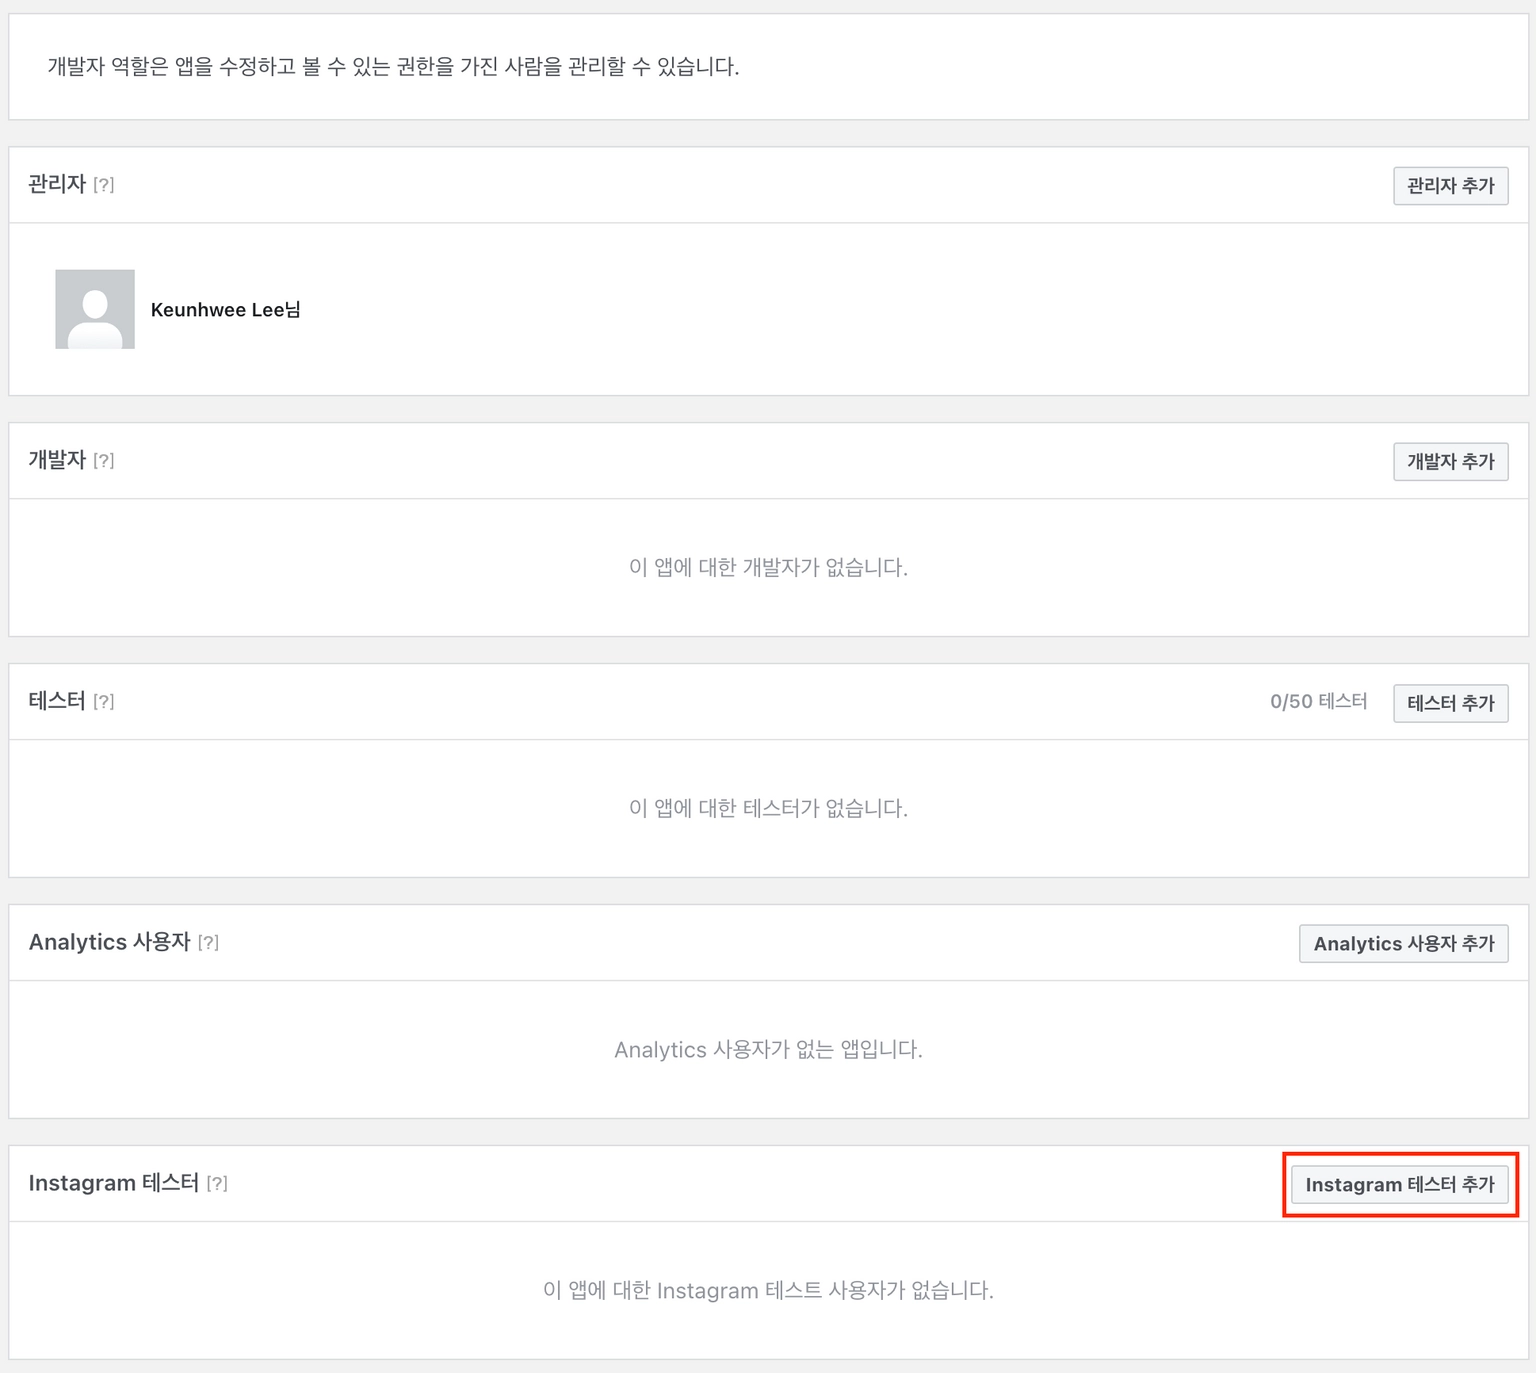 개발자 역할은 앱을 수정하고 볼 수 있는 권한을 가진 사람을 관리할 수 있습니다.
관리자 [?]
관리자 추가
Keunhwee Lee님
개발자 [?]
개발자 추가
이 앱에 대한 개발자가 없습니다.
테스터 [?]
0/50 테스터
테스터 추가
이 앱에 대한 테스터가 없습니다.
Analytics 사용자 [?]
Analytics 사용자 추가
Analytics 사용자가 없는 앱입니다.
Instagram 테스터 [?]
Instagram 테스터 추가
이 앱에 대한 Instagram 테스트 사용자가 없습니다.